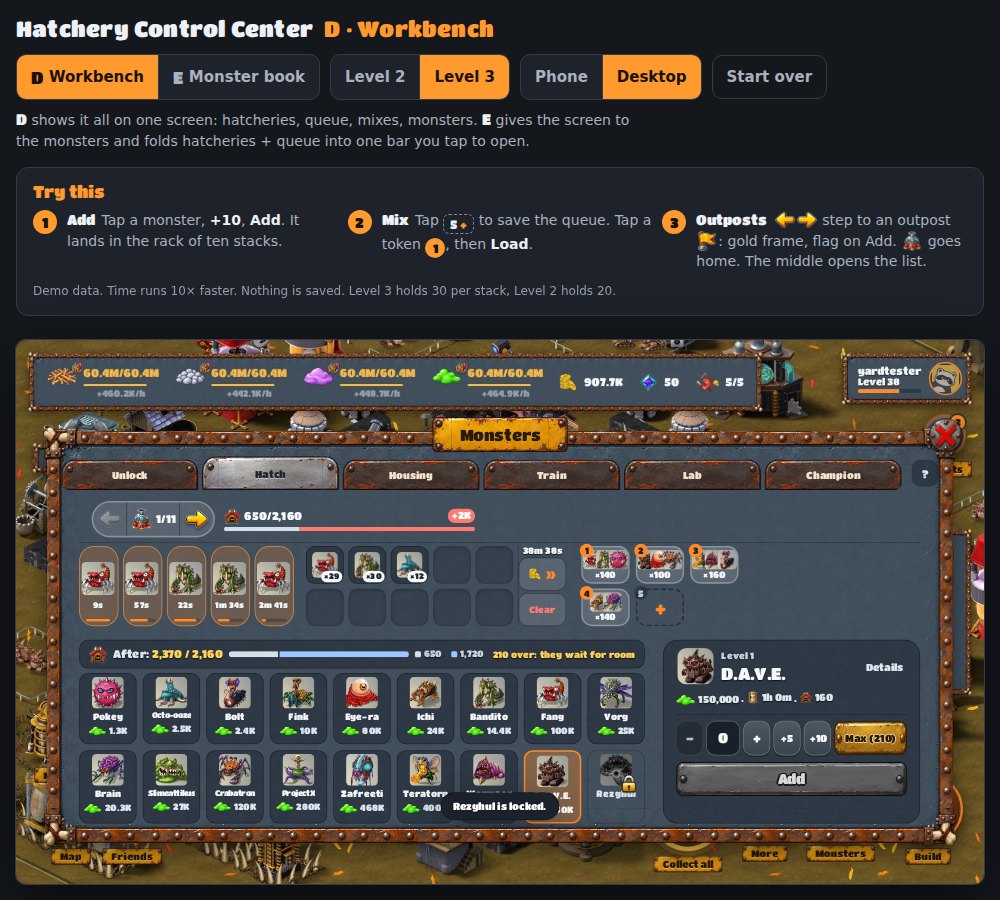 Hatchery Control Center D · Workbench
D Workbench
E Monster book
Level 2
Level 3
Phone
Desktop
Start over
D shows it all on one screen: hatcheries, queue, mixes, monsters. E gives the screen to
the monsters and folds hatcheries + queue into one bar you tap to open.
Try this
1 Add Tap a monster, +10, Add. It
lands in the rack of ten stacks.
2 Mix Tap 5+ to save the queue. Tap a
token 1, then Load.
3 Outposts step to an outpost
: gold frame, flag on Add. goes
home. The middle opens the list.
Demo data. Time runs 10× faster. Nothing is saved. Level 3 holds 30 per stack, Level 2 holds 20.
60.4M/60.4M
+460.2K/h
60.4M/60.4M
+442.1K/h
60.4M/60.4M
+448.7K/h
60.4M/60.4M
+464.9K/h
907.7K
50
5/5
yardtester
Level 38
Monsters
Unlock
Hatch
Housing
Train
Lab
Champion
?
1/11
650/2,160
+2K
9s
57s
22s
1m 34s
2m 41s
×29
×30
×12
38m 38s
Clear
1 ×140
2 ×100
3 ×160
4 ×140
5 +
After: 2,370 / 2,160
650
1,720
210 over: they wait for room
Pokey
1.3K
Octo-ooze
2.5K
Bolt
2.4K
Fink
10K
Eye-ra
80K
Ichi
24K
Bandito
14.4K
Fang
100K
Vorg
25K
Brain
20.3K
Slimeattikus
27K
Crabatron
120K
ProjectX
280K
Zafreeti
468K
Rezghul is locked.
Level 1
D.A.V.E.
Details
150,000
1h 0m
160
-
0
+
+5
+10
Max (210)
Add
Map
Friends
Collect all
More
Monsters
Build